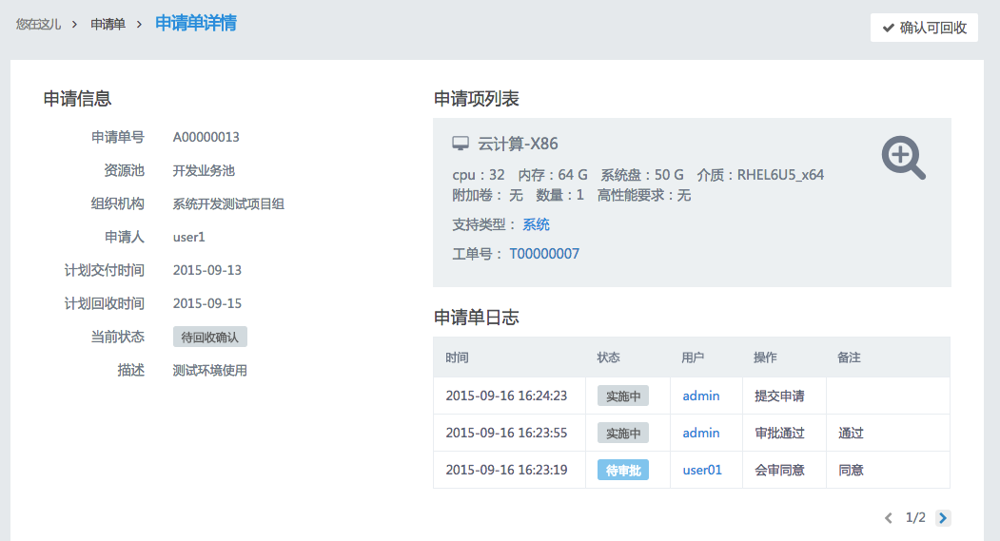 您在这儿 > 申请单 > 申请单详情
确认可回收
申请信息
申请单号 A00000013
资源池 开发业务池
组织机构 系统开发测试项目组
申请人 user1
计划交付时间 2015-09-13
计划回收时间 2015-09-15
当前状态 待回收确认
描述 测试环境使用
申请项列表
云计算-X86
cpu：32 内存：64 G 系统盘：50 G 介质：RHEL6U5_x64
附加卷： 无 数量：1 高性能要求：无
支持类型： 系统
工单号： T00000007
申请单日志
时间 状态 用户 操作 备注
2015-09-16 16:24:23 实施中 admin 提交申请
2015-09-16 16:23:55 实施中 admin 审批通过 通过
2015-09-16 16:23:19 待审批 user01 会审同意 同意
1/2